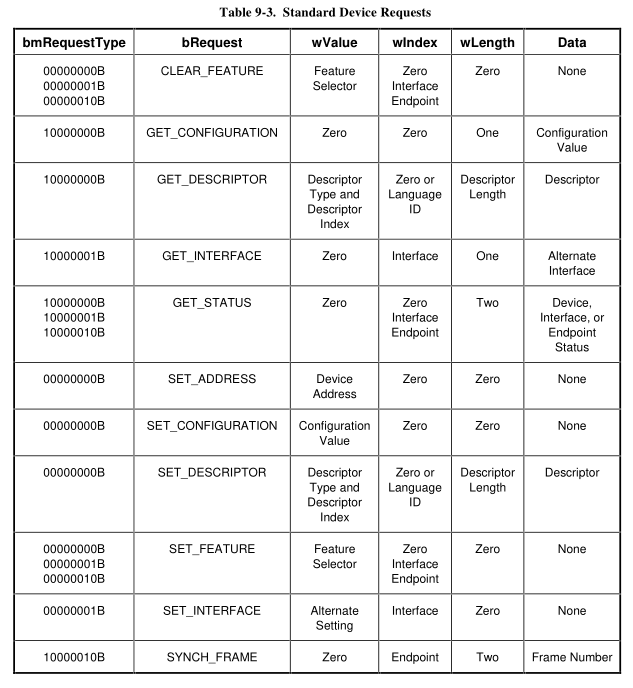 Table 9-3. Standard Device Requests
bmRequestType bRequest wValue wIndex wLength Data
00000000B CLEAR_FEATURE Feature Zero Zero None
00000001B Selector Interface
00000010B Endpoint
10000000B GET_CONFIGURATION Zero Zero One Configuration
Value
10000000B GET_DESCRIPTOR Descriptor Zero or Descriptor Descriptor
Type and Language Length
Descriptor ID
Index
10000001B GET_INTERFACE Zero Interface One Alternate
Interface
10000000B GET_STATUS Zero Zero Two Device,
10000001B Interface Interface, or
10000010B Endpoint Endpoint
Status
00000000B SET_ADDRESS Device Zero Zero None
Address
00000000B SET_CONFIGURATION Configuration Zero Zero None
Value
00000000B SET_DESCRIPTOR Descriptor Zero or Descriptor Descriptor
Type and Language Length
Descriptor ID
Index
00000000B SET_FEATURE Feature Zero Zero None
00000001B Selector Interface
00000010B Endpoint
00000001B SET_INTERFACE Alternate Interface Zero None
Setting
10000010B SYNCH_FRAME Zero Endpoint Two Frame Number